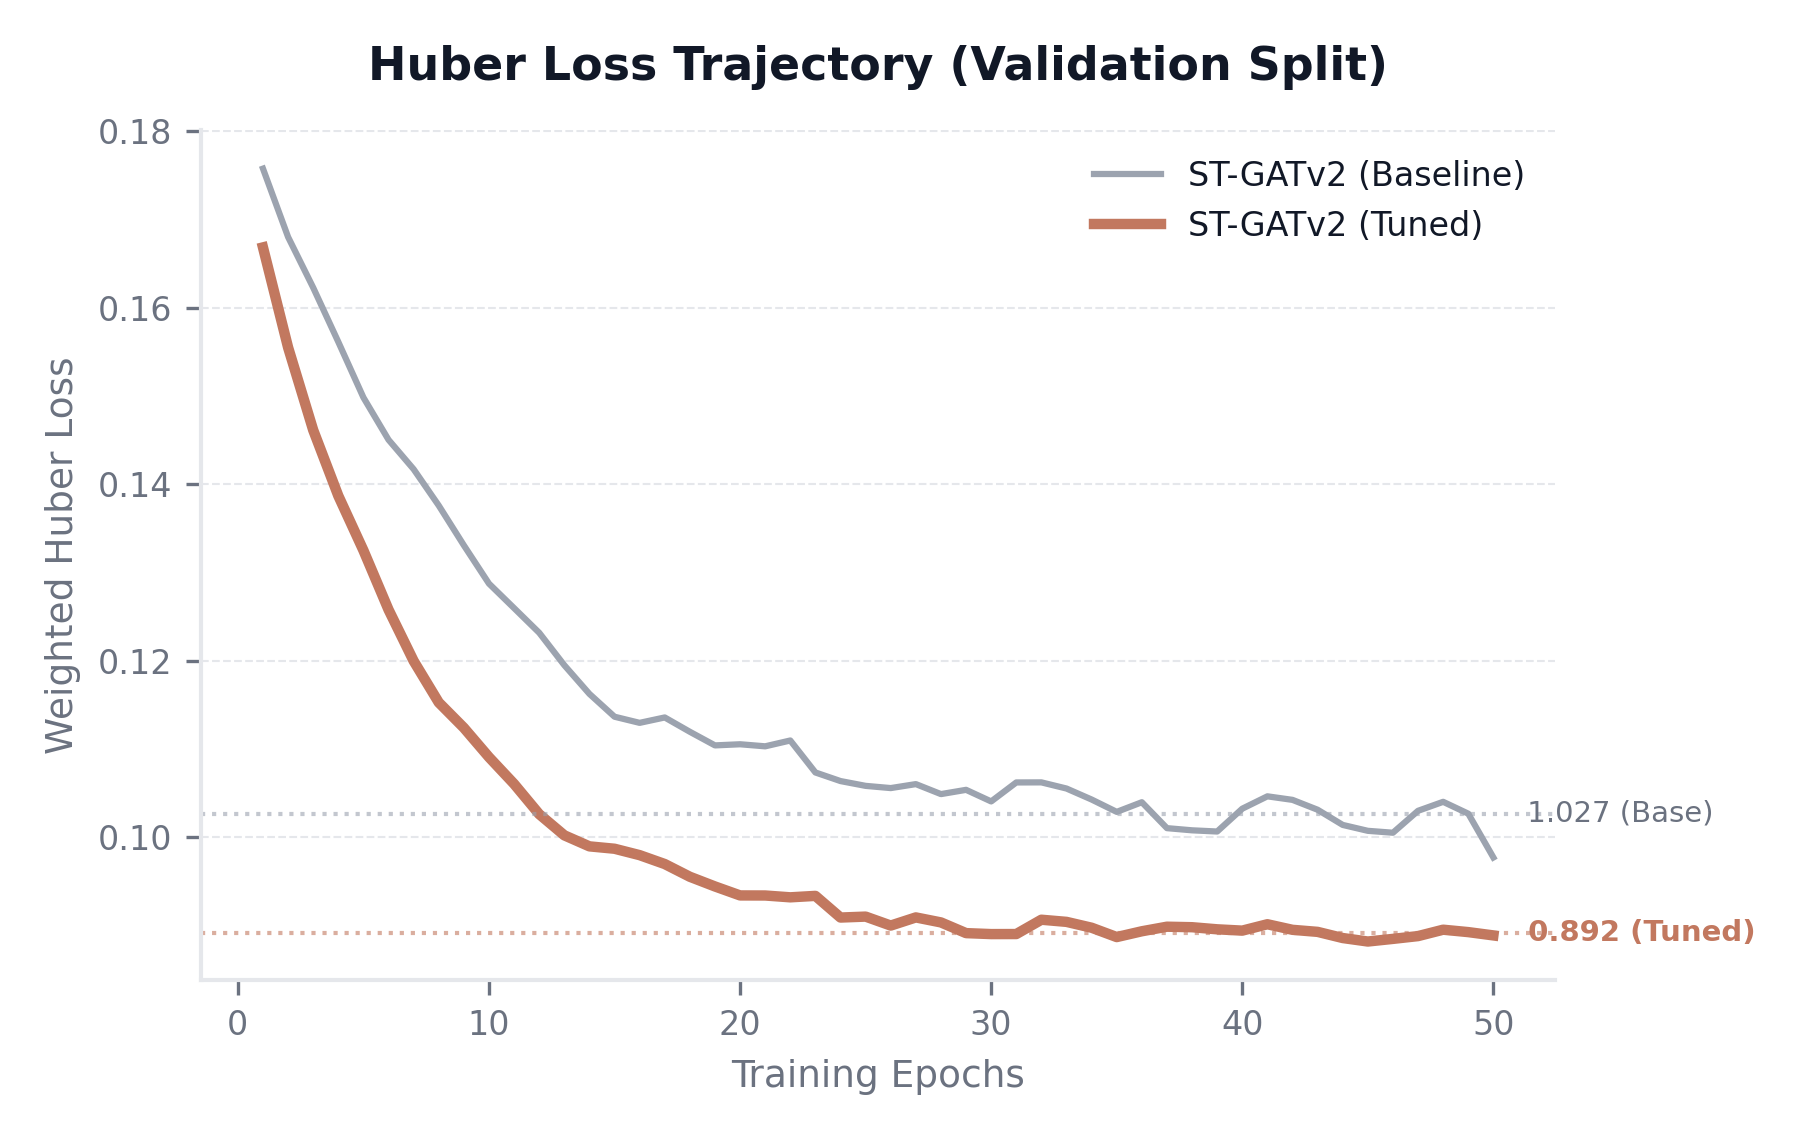 Huber Loss Trajectory (Validation Split)
ST-GATv2 (Baseline)
ST-GATv2 (Tuned)
Weighted Huber Loss
0.18
0.16
0.14
0.12
0.10
1.027 (Base)
0.892 (Tuned)
0 10 20 30 40 50
Training Epochs